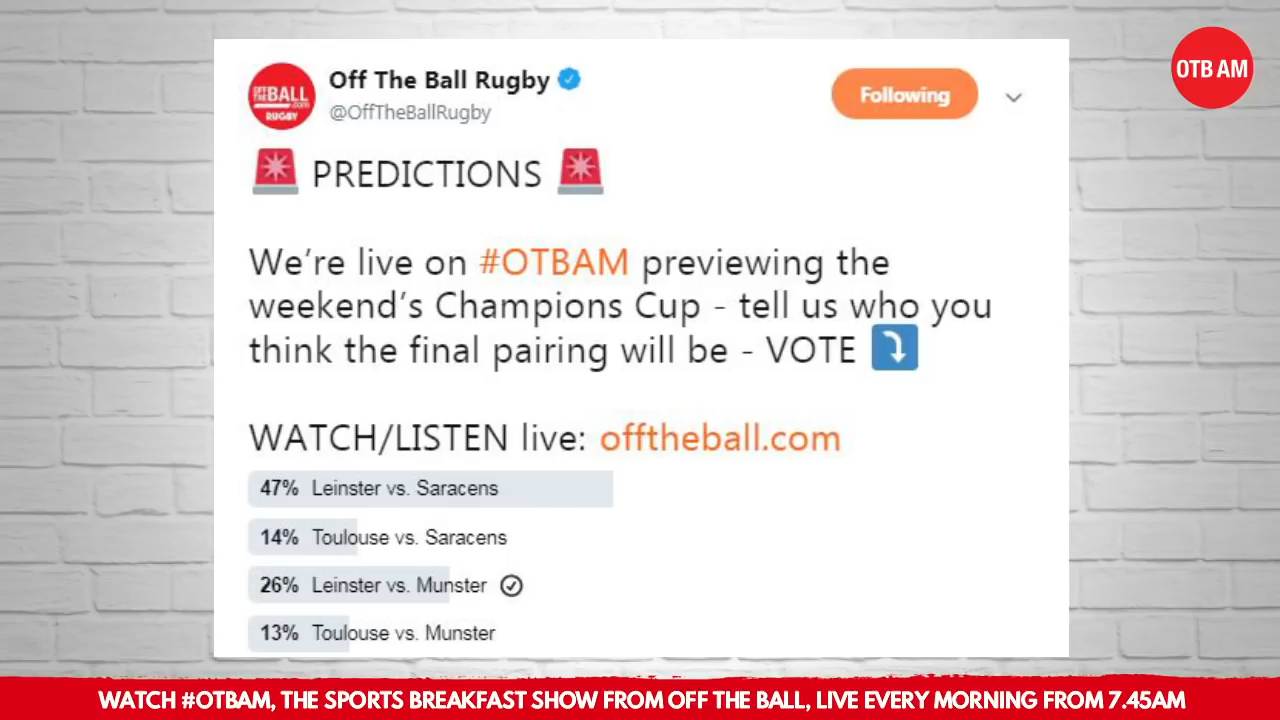 OTB AM
OFF THE BALL .com RUGBY
Off The Ball Rugby
@OffTheBallRugby
Following
PREDICTIONS
We're live on #OTBAM previewing the
weekend's Champions Cup - tell us who you
think the final pairing will be - VOTE
WATCH/LISTEN live: offtheball.com
47% Leinster vs. Saracens
14% Toulouse vs. Saracens
26% Leinster vs. Munster
13% Toulouse vs. Munster
WATCH #OTBAM, THE SPORTS BREAKFAST SHOW FROM OFF THE BALL, LIVE EVERY MORNING FROM 7.45AM